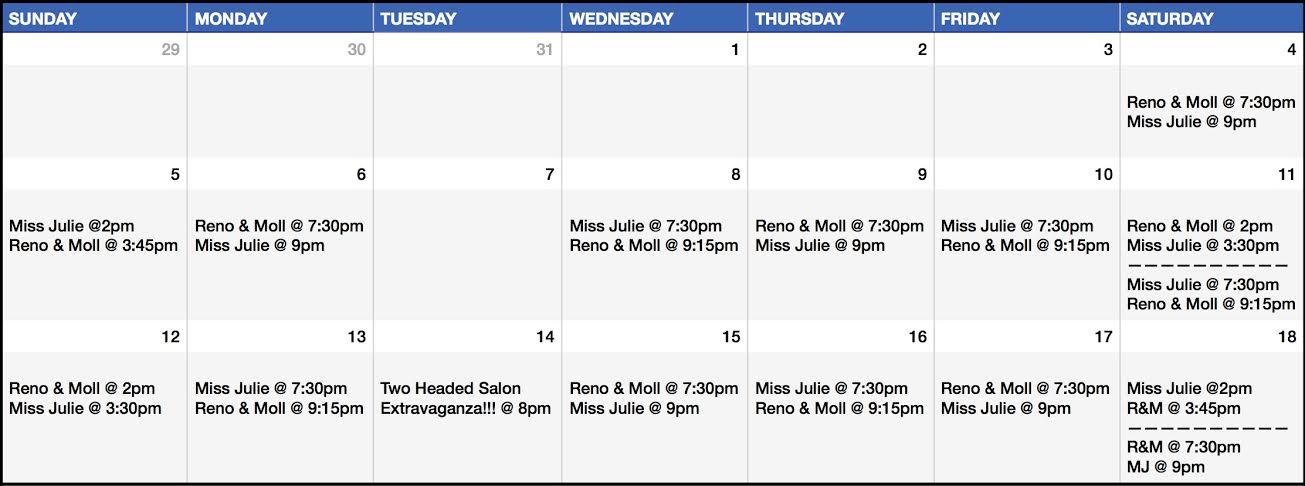 SUNDAY MONDAY TUESDAY WEDNESDAY THURSDAY FRIDAY SATURDAY
29 30 31 1 2 3 4
Reno & Moll @ 7:30pm
Miss Julie @ 9pm
5 6 7 8 9 10 11
Miss Julie @2pm
Reno & Moll @ 3:45pm
Reno & Moll @ 7:30pm
Miss Julie @ 9pm
Miss Julie @ 7:30pm
Reno & Moll @ 9:15pm
Reno & Moll @ 7:30pm
Miss Julie @ 9pm
Miss Julie @ 7:30pm
Reno & Moll @ 9:15pm
Reno & Moll @ 2pm
Miss Julie @ 3:30pm
— — — — — — — — — —
Miss Julie @ 7:30pm
Reno & Moll @ 9:15pm
12 13 14 15 16 17 18
Reno & Moll @ 2pm
Miss Julie @ 3:30pm
Miss Julie @ 7:30pm
Reno & Moll @ 9:15pm
Two Headed Salon
Extravaganza!!! @ 8pm
Reno & Moll @ 7:30pm
Miss Julie @ 9pm
Miss Julie @ 7:30pm
Reno & Moll @ 9:15pm
Reno & Moll @ 7:30pm
Miss Julie @ 9pm
Miss Julie @2pm
R&M @ 3:45pm
— — — — — — — — — —
R&M @ 7:30pm
MJ @ 9pm